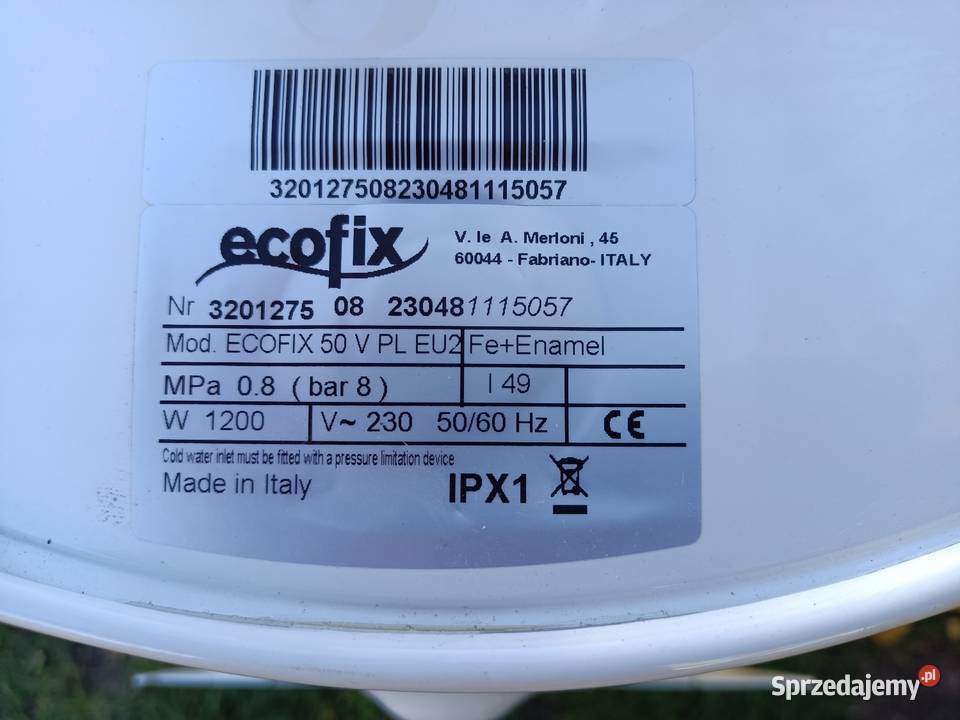 320127508230481115057
ecofix
V. le A. Merloni , 45
60044 - Fabriano- ITALY
Nr 3201275 08 230481115057
Mod. ECOFIX 50 V PL EU2 Fe+Enamel
MPa 0.8 ( bar 8 ) l 49
W 1200 V~ 230 50/60 Hz CE
Cold water inlet must be fitted with a pressure limitation device
Made in Italy IPX1
Sprzedajemy.pl